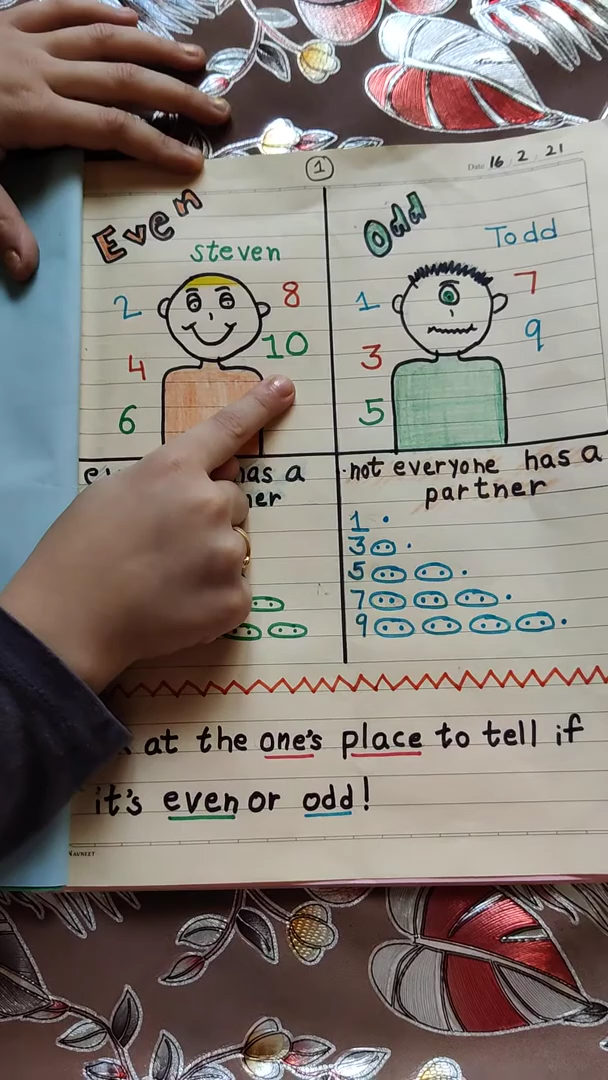 1
Date 16 / 2 / 21
Even
steven
2
8
4
10
6
has a
Odd
Todd
1
7
3
9
5
not everyone has a
partner
1
3
5
7
9
at the one's place to tell if
it's even or odd!
NAVNEET